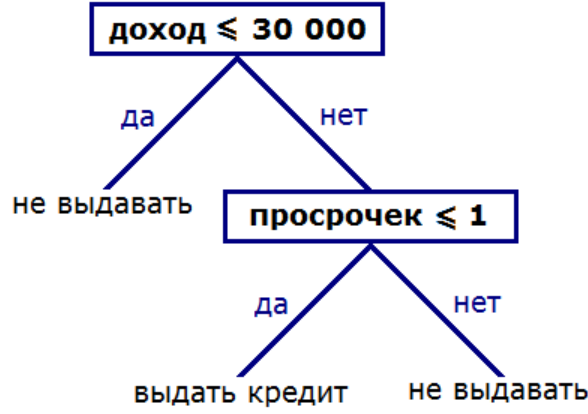 доход ⩽ 30 000
да
нет
не выдавать
просрочек ⩽ 1
да
нет
выдать кредит
не выдавать